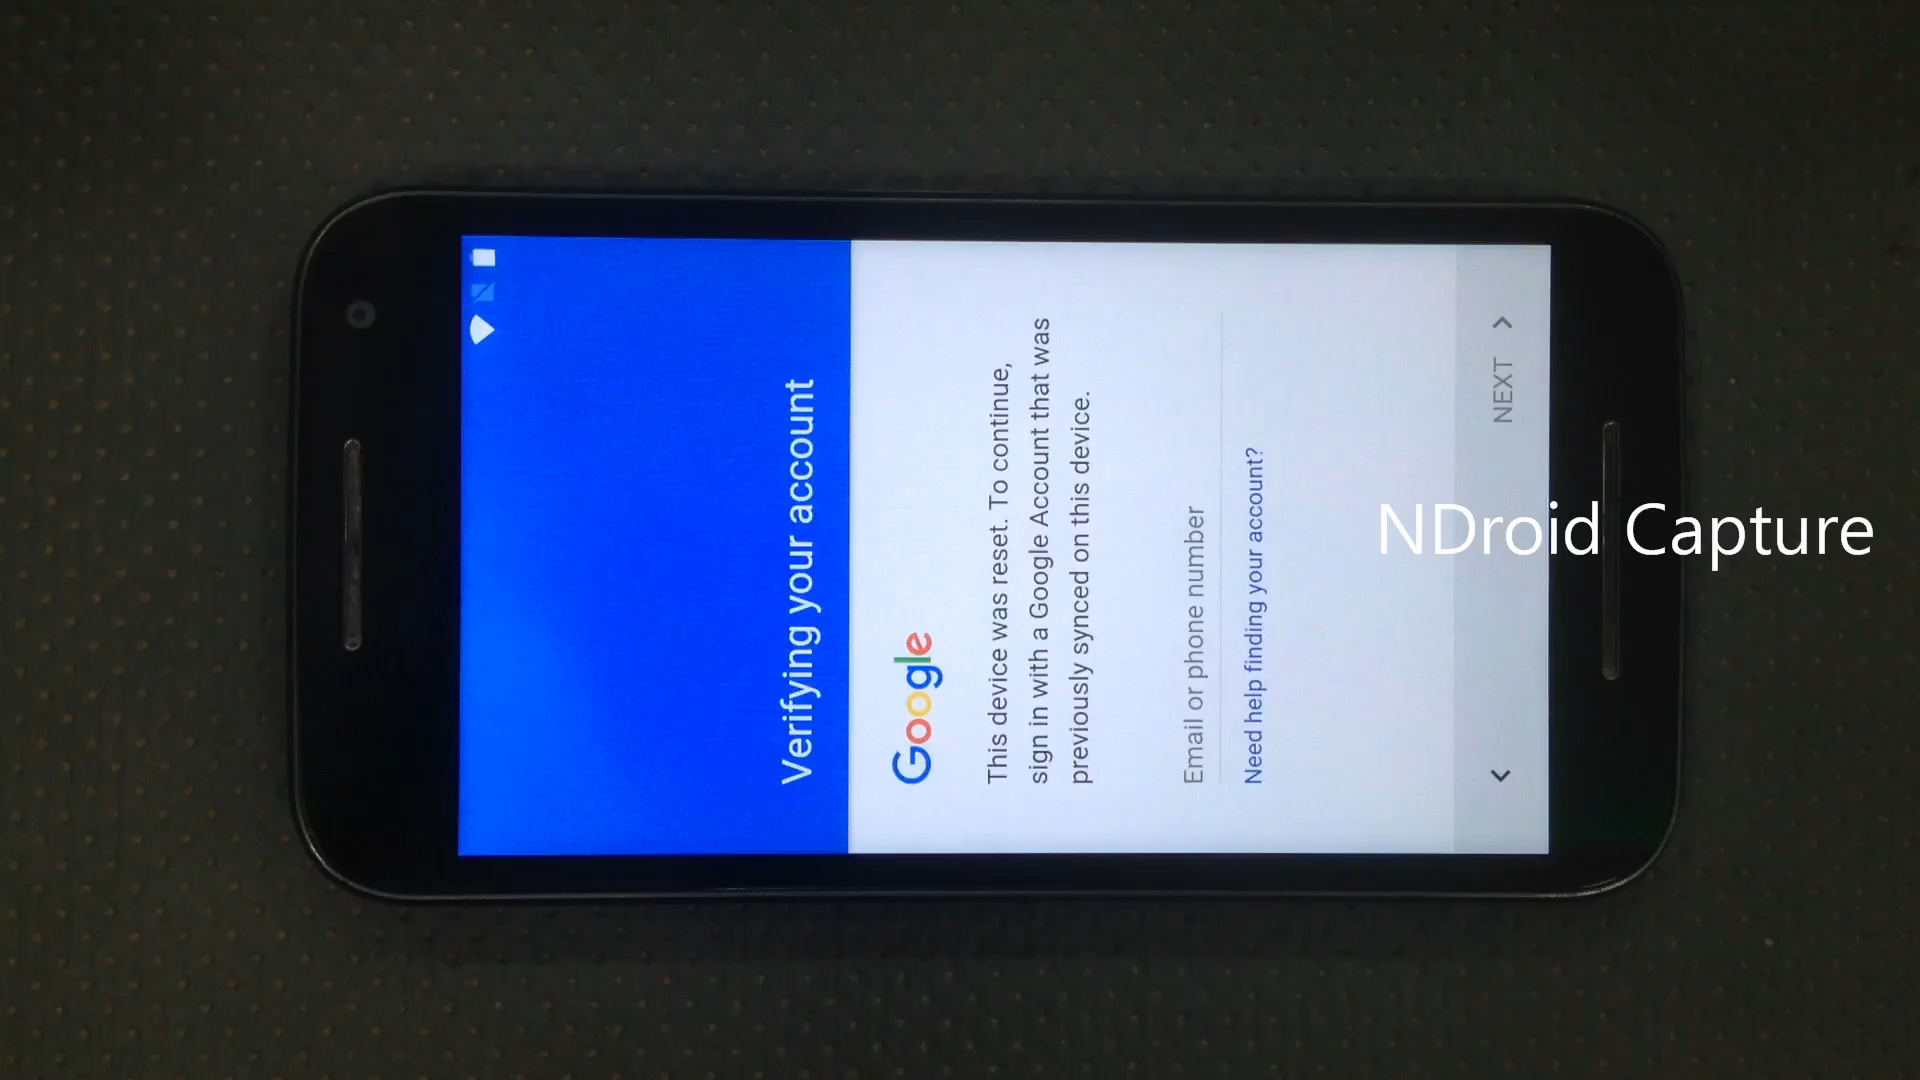 Verifying your account
Google
This device was reset. To continue,
sign in with a Google Account that was
previously synced on this device.
Email or phone number
Need help finding your account?
NEXT
NDroid Capture